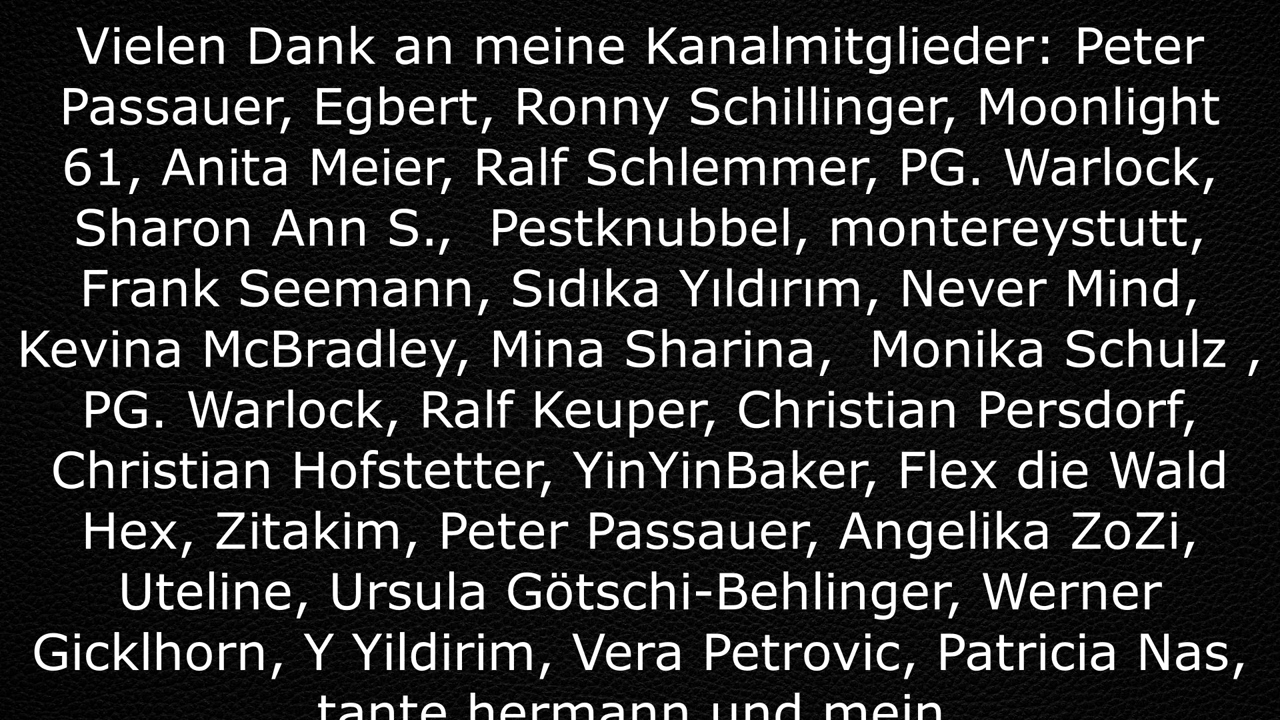 Vielen Dank an meine Kanalmitglieder: Peter
Passauer, Egbert, Ronny Schillinger, Moonlight
61, Anita Meier, Ralf Schlemmer, PG. Warlock,
Sharon Ann S.,  Pestknubbel, montereystutt,
Frank Seemann, Sıdıka Yıldırım, Never Mind,
Kevina McBradley, Mina Sharina,  Monika Schulz ,
PG. Warlock, Ralf Keuper, Christian Persdorf,
Christian Hofstetter, YinYinBaker, Flex die Wald
Hex, Zitakim, Peter Passauer, Angelika ZoZi,
Uteline, Ursula Götschi-Behlinger, Werner
Gicklhorn, Y Yildirim, Vera Petrovic, Patricia Nas,
tante hermann und mein